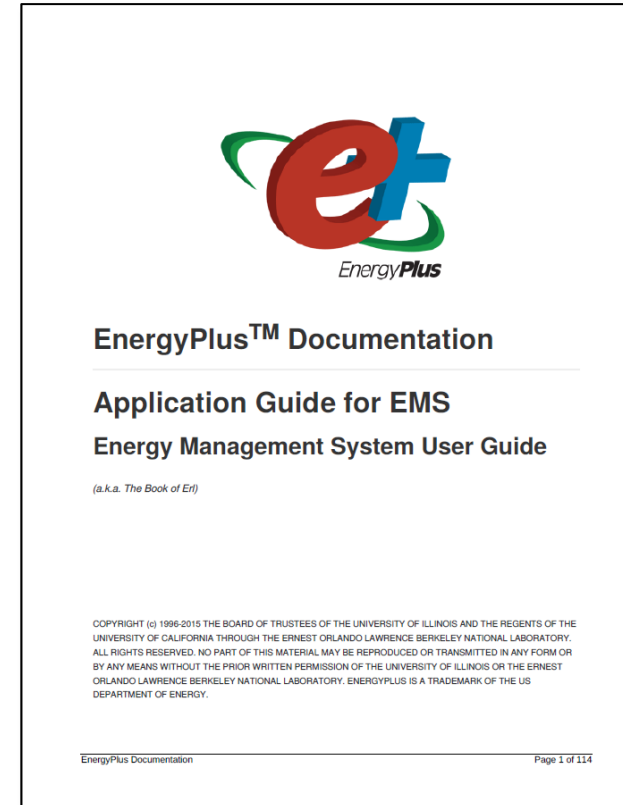 e+
EnergyPlus
EnergyPlus™ Documentation
Application Guide for EMS
Energy Management System User Guide
(a.k.a. The Book of Erl)
COPYRIGHT (c) 1996-2015 THE BOARD OF TRUSTEES OF THE UNIVERSITY OF ILLINOIS AND THE REGENTS OF THE
UNIVERSITY OF CALIFORNIA THROUGH THE ERNEST ORLANDO LAWRENCE BERKELEY NATIONAL LABORATORY.
ALL RIGHTS RESERVED. NO PART OF THIS MATERIAL MAY BE REPRODUCED OR TRANSMITTED IN ANY FORM OR
BY ANY MEANS WITHOUT THE PRIOR WRITTEN PERMISSION OF THE UNIVERSITY OF ILLINOIS OR THE ERNEST
ORLANDO LAWRENCE BERKELEY NATIONAL LABORATORY. ENERGYPLUS IS A TRADEMARK OF THE US
DEPARTMENT OF ENERGY.
EnergyPlus Documentation Page 1 of 114